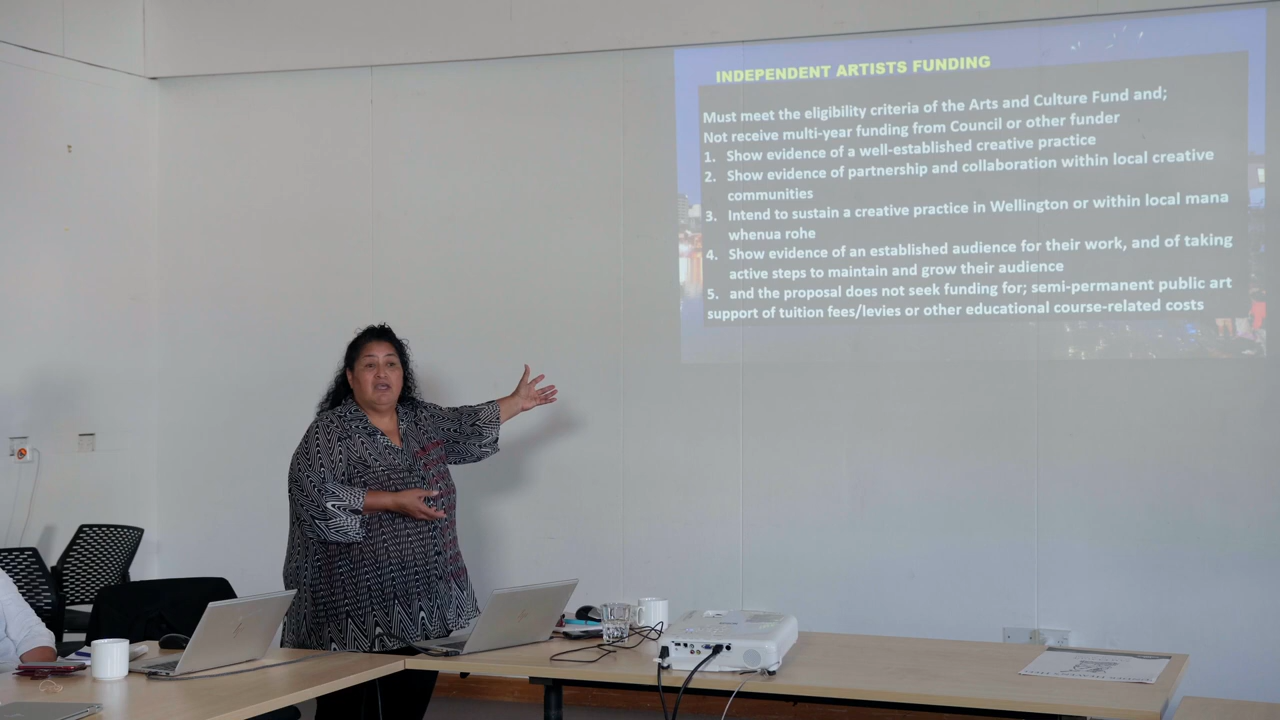 INDEPENDENT ARTISTS FUNDING
Must meet the eligibility criteria of the Arts and Culture Fund and;
Not receive multi-year funding from Council or other funder
1. Show evidence of a well-established creative practice
2. Show evidence of partnership and collaboration within local creative
communities
3. Intend to sustain a creative practice in Wellington or within local mana
whenua rohe
4. Show evidence of an established audience for their work, and of taking
active steps to maintain and grow their audience
5. and the proposal does not seek funding for; semi-permanent public art
support of tuition fees/levies or other educational course-related costs